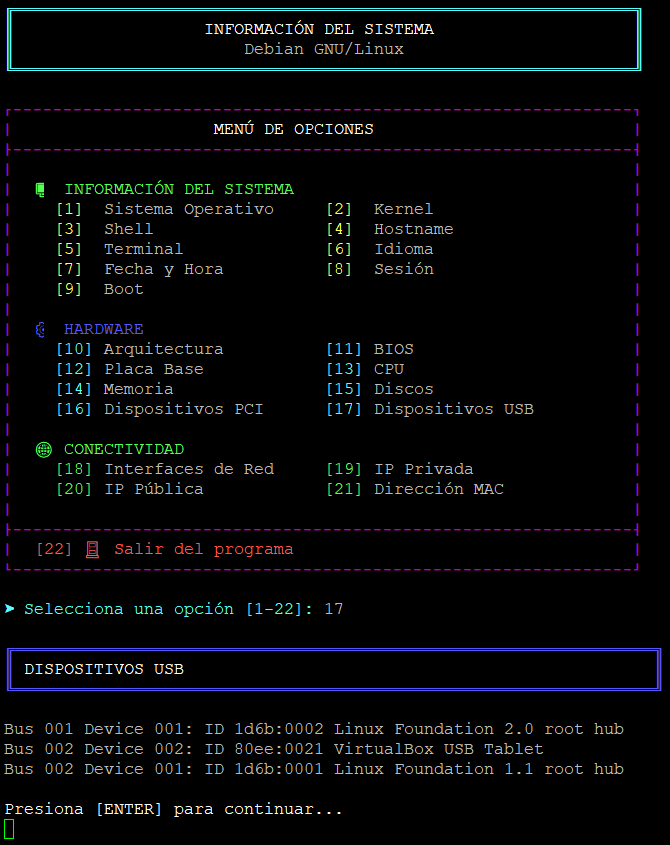 INFORMACIÓN DEL SISTEMA
Debian GNU/Linux
MENÚ DE OPCIONES
INFORMACIÓN DEL SISTEMA
[1] Sistema Operativo [2] Kernel
[3] Shell [4] Hostname
[5] Terminal [6] Idioma
[7] Fecha y Hora [8] Sesión
[9] Boot
HARDWARE
[10] Arquitectura [11] BIOS
[12] Placa Base [13] CPU
[14] Memoria [15] Discos
[16] Dispositivos PCI [17] Dispositivos USB
CONECTIVIDAD
[18] Interfaces de Red [19] IP Privada
[20] IP Pública [21] Dirección MAC
[22] Salir del programa
➤ Selecciona una opción [1-22]: 17
DISPOSITIVOS USB
Bus 001 Device 001: ID 1d6b:0002 Linux Foundation 2.0 root hub
Bus 002 Device 002: ID 80ee:0021 VirtualBox USB Tablet
Bus 002 Device 001: ID 1d6b:0001 Linux Foundation 1.1 root hub
Presiona [ENTER] para continuar...